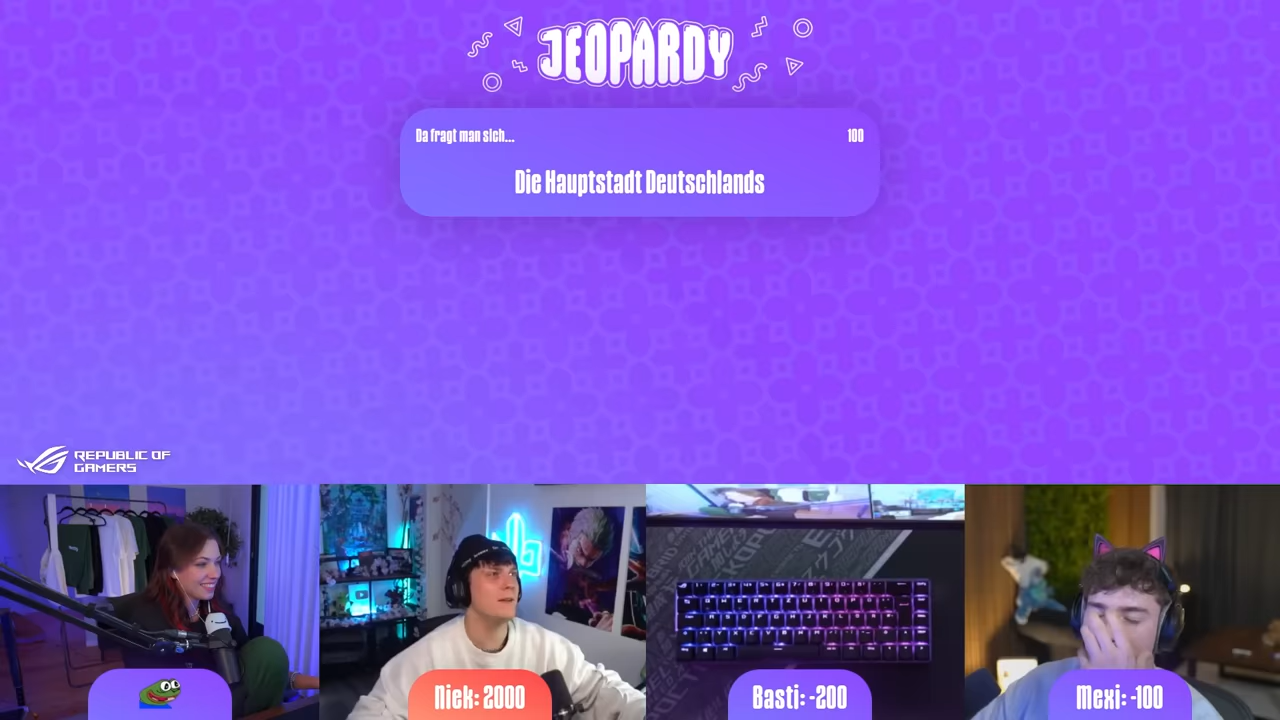 JEOPARDY
Da fragt man sich...
100
Die Hauptstadt Deutschlands
REPUBLIC OF
GAMERS
Niek: 2000
Basti: -200
Mexi: -100